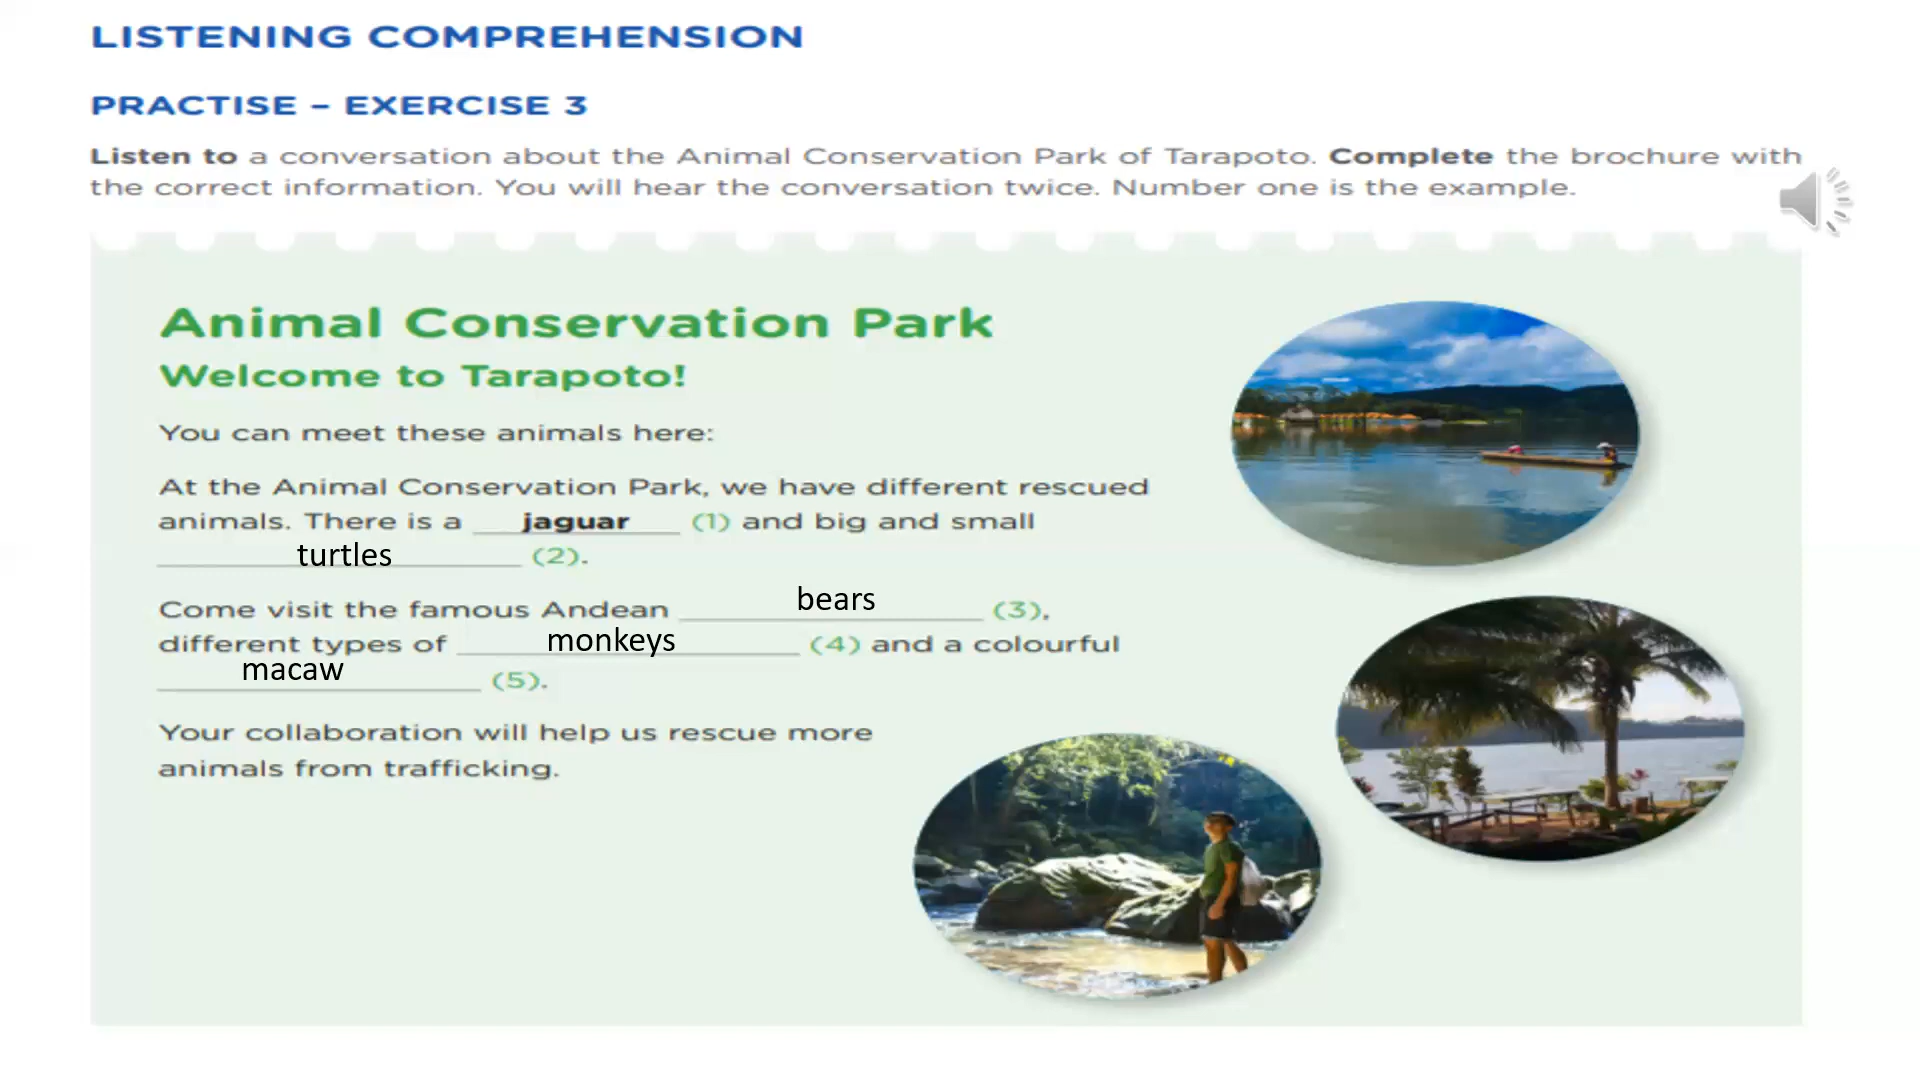 LISTENING COMPREHENSION
PRACTISE – EXERCISE 3
Listen to a conversation about the Animal Conservation Park of Tarapoto. Complete the brochure with
the correct information. You will hear the conversation twice. Number one is the example.
Animal Conservation Park
Welcome to Tarapoto!
You can meet these animals here:
At the Animal Conservation Park, we have different rescued
animals. There is a jaguar (1) and big and small
turtles (2).
Come visit the famous Andean bears (3),
different types of monkeys (4) and a colourful
macaw (5).
Your collaboration will help us rescue more
animals from trafficking.